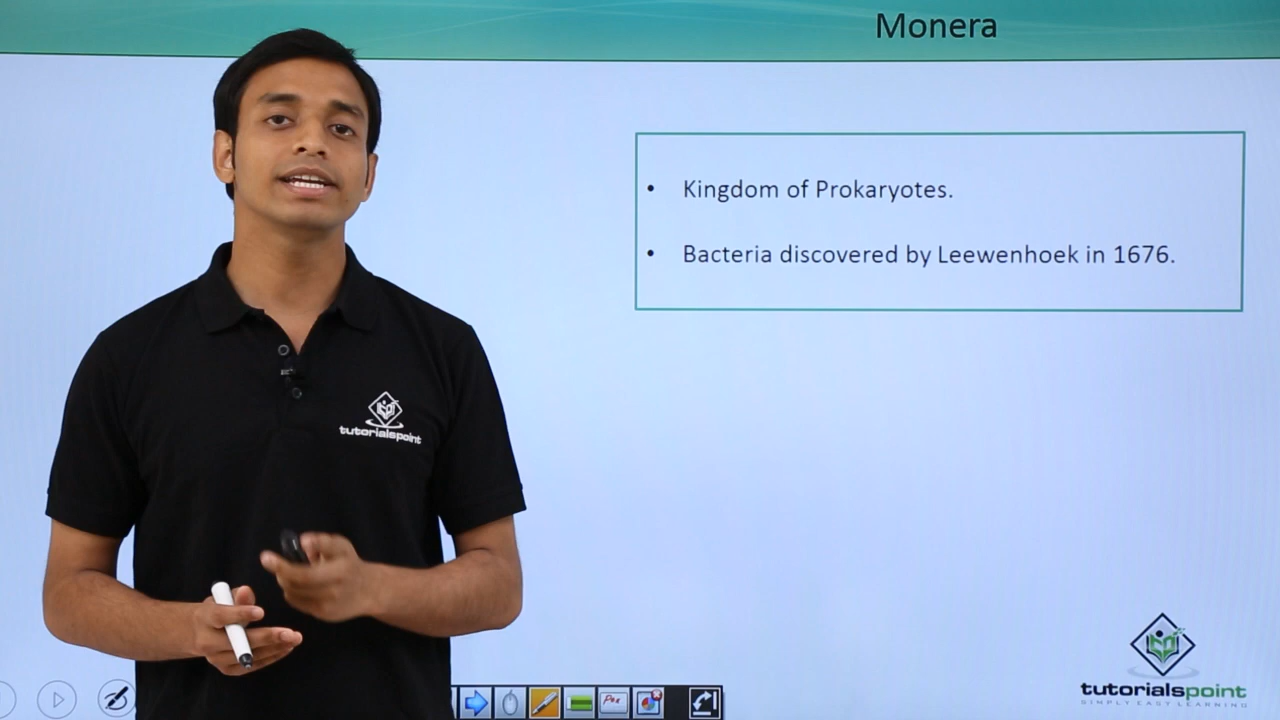 Monera
• Kingdom of Prokaryotes.
• Bacteria discovered by Leewenhoek in 1676.
tutorialspoint
tutorialspoint
SIMPLY EASY LEARNING